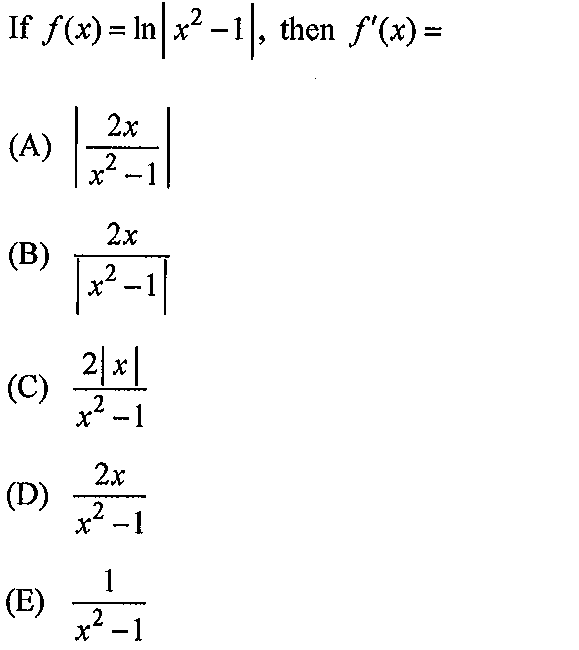 If f(x) = ln|x² − 1|, then f′(x) =
(A) |2x / (x² − 1)|
(B) 2x / |x² − 1|
(C) 2|x| / (x² − 1)
(D) 2x / (x² − 1)
(E) 1 / (x² − 1)